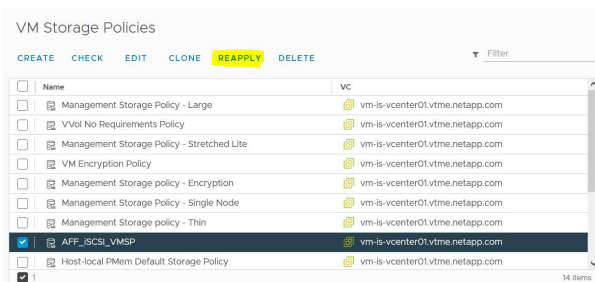 VM Storage Policies
CREATE CHECK EDIT CLONE REAPPLY DELETE Filter
Name VC
Management Storage Policy - Large vm-is-vcenter01.vtme.netapp.com
VVol No Requirements Policy vm-is-vcenter01.vtme.netapp.com
Management Storage Policy - Stretched Lite vm-is-vcenter01.vtme.netapp.com
VM Encryption Policy vm-is-vcenter01.vtme.netapp.com
Management Storage policy - Encryption vm-is-vcenter01.vtme.netapp.com
Management Storage Policy - Single Node vm-is-vcenter01.vtme.netapp.com
Management Storage policy - Thin vm-is-vcenter01.vtme.netapp.com
AFF_iSCSI_VMSP vm-is-vcenter01.vtme.netapp.com
Host-local PMem Default Storage Policy vm-is-vcenter01.vtme.netapp.com
1 14 items